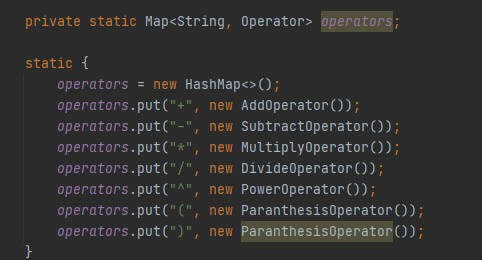 private static Map<String, Operator> operators;
static {
operators = new HashMap<>();
operators.put("+", new AddOperator());
operators.put("-", new SubtractOperator());
operators.put("*", new MultiplyOperator());
operators.put("/", new DivideOperator());
operators.put("^", new PowerOperator());
operators.put("(", new ParanthesisOperator());
operators.put(")", new ParanthesisOperator());
}